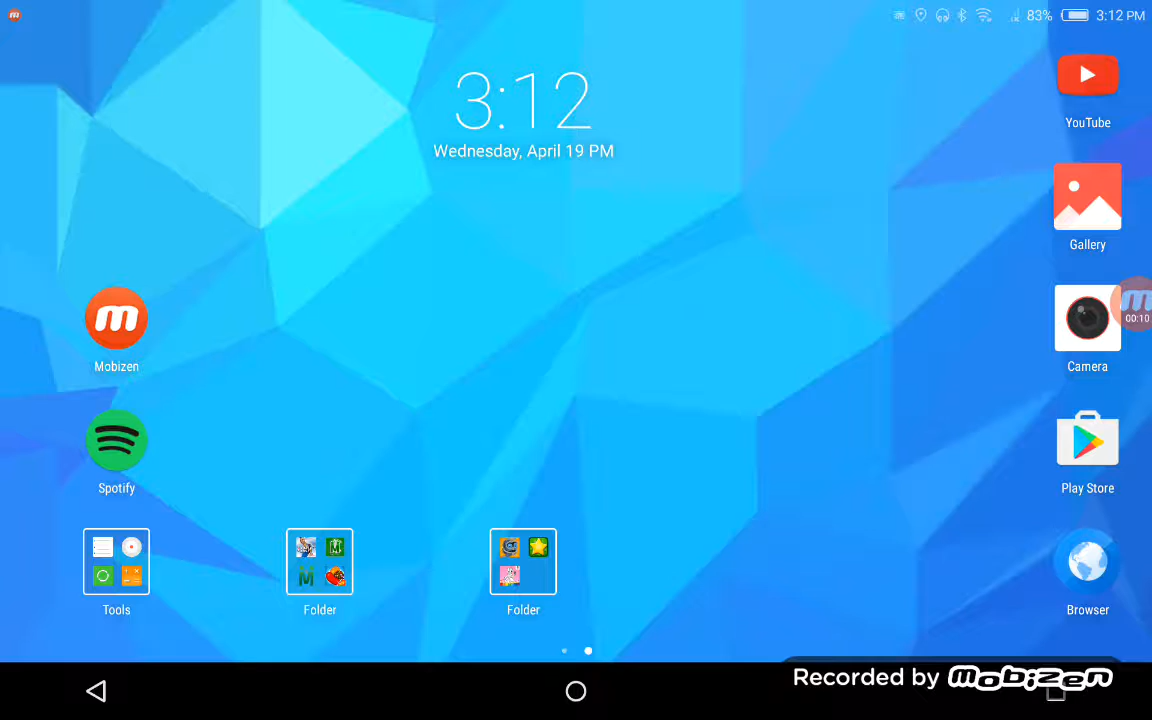 83% 3:12 PM
3:12
Wednesday, April 19 PM
YouTube
Gallery
00:10
Mobizen
Camera
Spotify
Play Store
Tools
Folder
Folder
Browser
Recorded by Mobizen